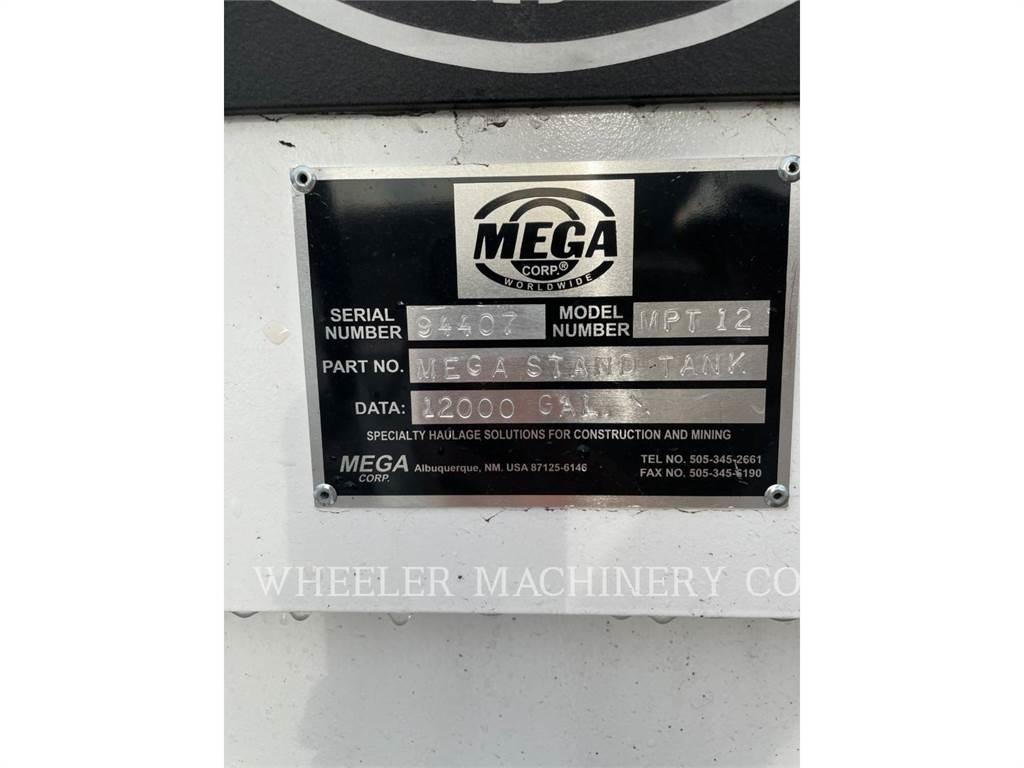 MEGA
CORP.®
WORLDWIDE
SERIAL NUMBER 94407 MODEL NUMBER MPT 12
PART NO. MEGA STAND TANK
DATA: 12000 GAL.
SPECIALTY HAULAGE SOLUTIONS FOR CONSTRUCTION AND MINING
MEGA CORP. Albuquerque, NM. USA 87125-6146
TEL NO. 505-345-2661
FAX NO. 505-345-6190
WHEELER MACHINERY CO